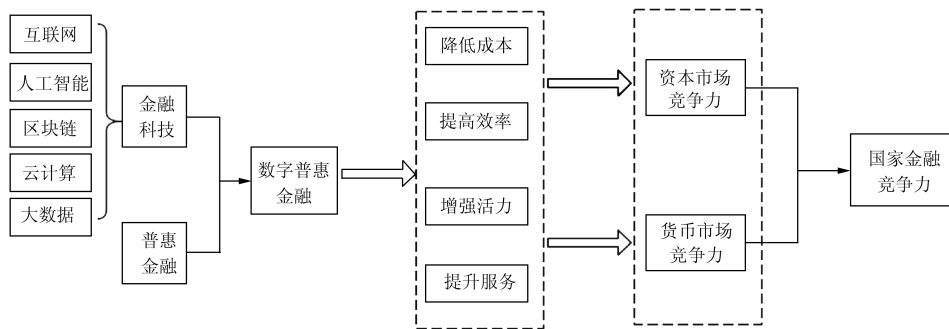 互联网
人工智能
区块链
云计算
大数据
金融
科技
普惠
金融
数字普惠
金融
降低成本
提高效率
增强活力
提升服务
资本市场
竞争力
货币市场
竞争力
国家金融
竞争力